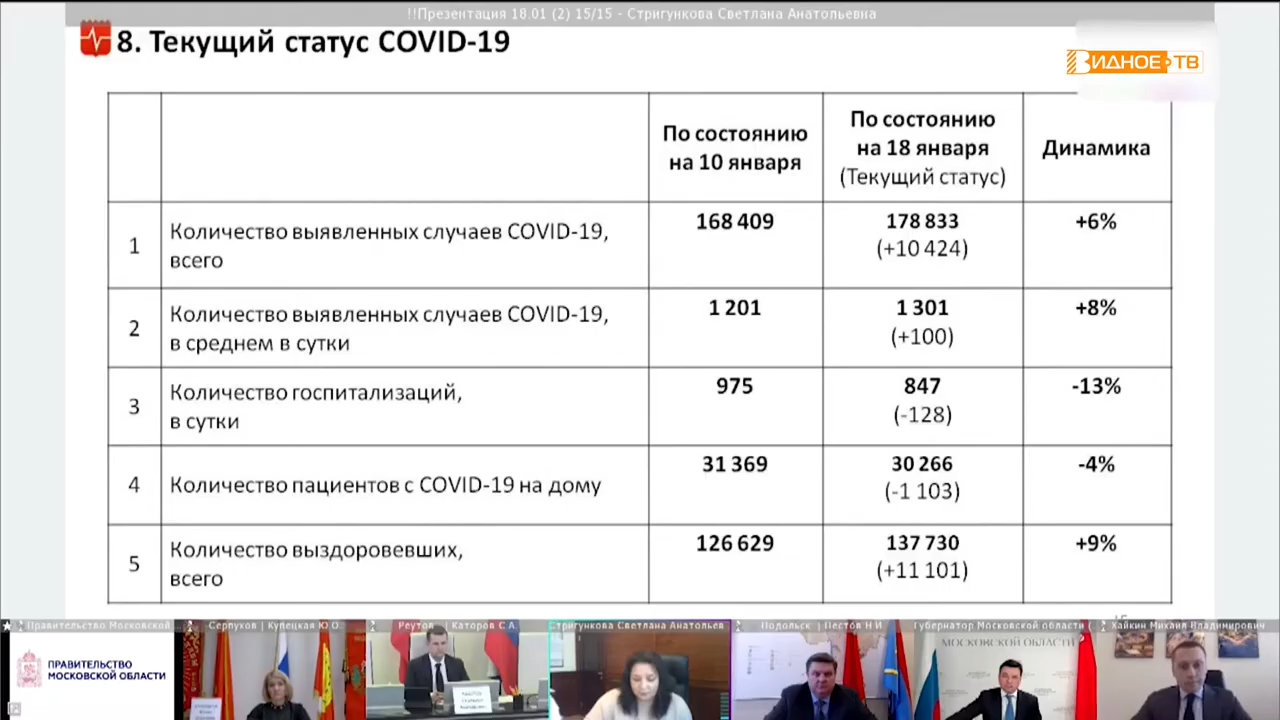 !!Презентация 18.01 (2) 15/15 - Стригункова Светлана Анатольевна
8. Текущий статус COVID-19
ВИДНОЕ ТВ
По состоянию
на 10 января
По состоянию
на 18 января
(Текущий статус)
Динамика
1
Количество выявленных случаев COVID-19,
всего
168 409
178 833
(+10 424)
+6%
2
Количество выявленных случаев COVID-19,
в среднем в сутки
1 201
1 301
(+100)
+8%
3
Количество госпитализаций,
в сутки
975
847
(-128)
-13%
4
Количество пациентов с COVID-19 на дому
31 369
30 266
(-1 103)
-4%
5
Количество выздоровевших,
всего
126 629
137 730
(+11 101)
+9%
Правительство Московской
Серпухов | Купецкая Ю.О.
Реутов | Каторов С.А.
Стригункова Светлана Анатольев
Подольск | Пестов Н.И.
Губернатор Московской области (
Хайкин Михаил Владимирович
ПРАВИТЕЛЬСТВО
МОСКОВСКОЙ ОБЛАСТИ
МОСКОВСКОЙ ОБЛАСТИ